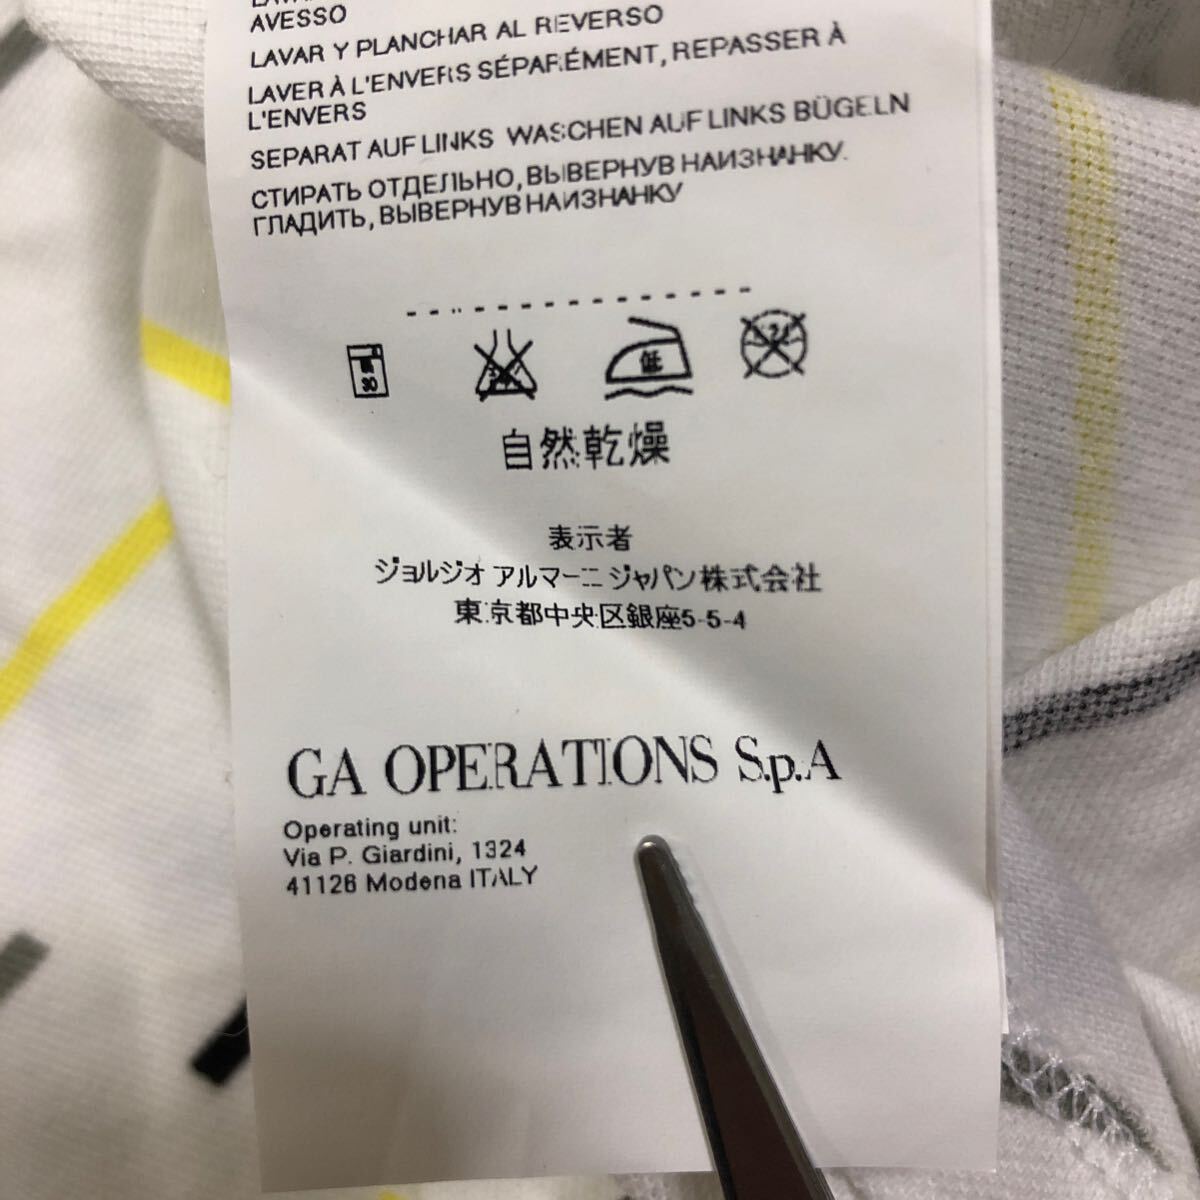 AVESSO
LAVAR Y PLANCHAR AL REVERSO
LAVER À L'ENVERS SÉPARÉMENT, REPASSER À
L'ENVERS
SEPARAT AUF LINKS WASCHEN AUF LINKS BÜGELN
СТИРАТЬ ОТДЕЛЬНО, ВЫВЕРНУВ НАИЗНАНКУ.
ГЛАДИТЬ, ВЫВЕРНУВ НАИЗНАНКУ
30
低
自然乾燥
表示者
ジョルジオ アルマーニ ジャパン株式会社
東京都中央区銀座5-5-4
GA OPERATIONS S.p.A
Operating unit:
Via P. Giardini, 1324
41126 Modena ITALY